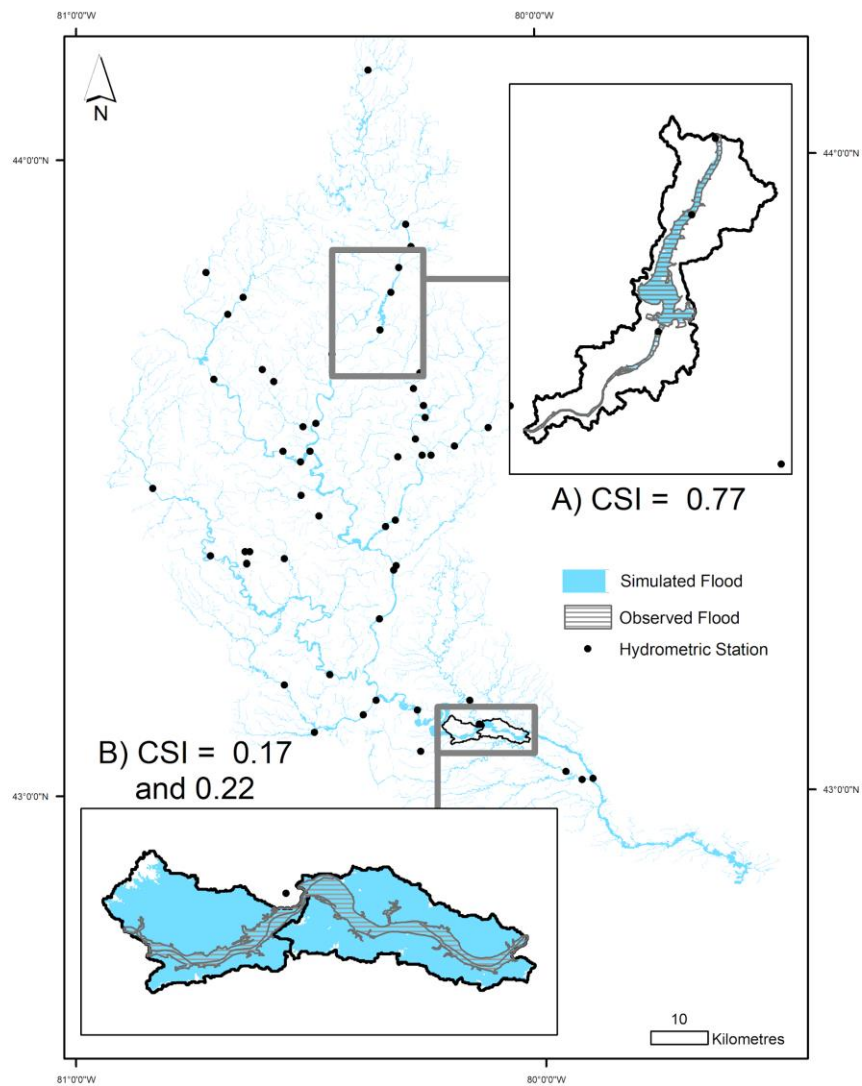 81°0'0"W
80°0'0"W
N
44°0'0"N
44°0'0"N
A) CSI = 0.77
Simulated Flood
Observed Flood
Hydrometric Station
B) CSI = 0.17
and 0.22
43°0'0"N
43°0'0"N
10
Kilometres
81°0'0"W
80°0'0"W